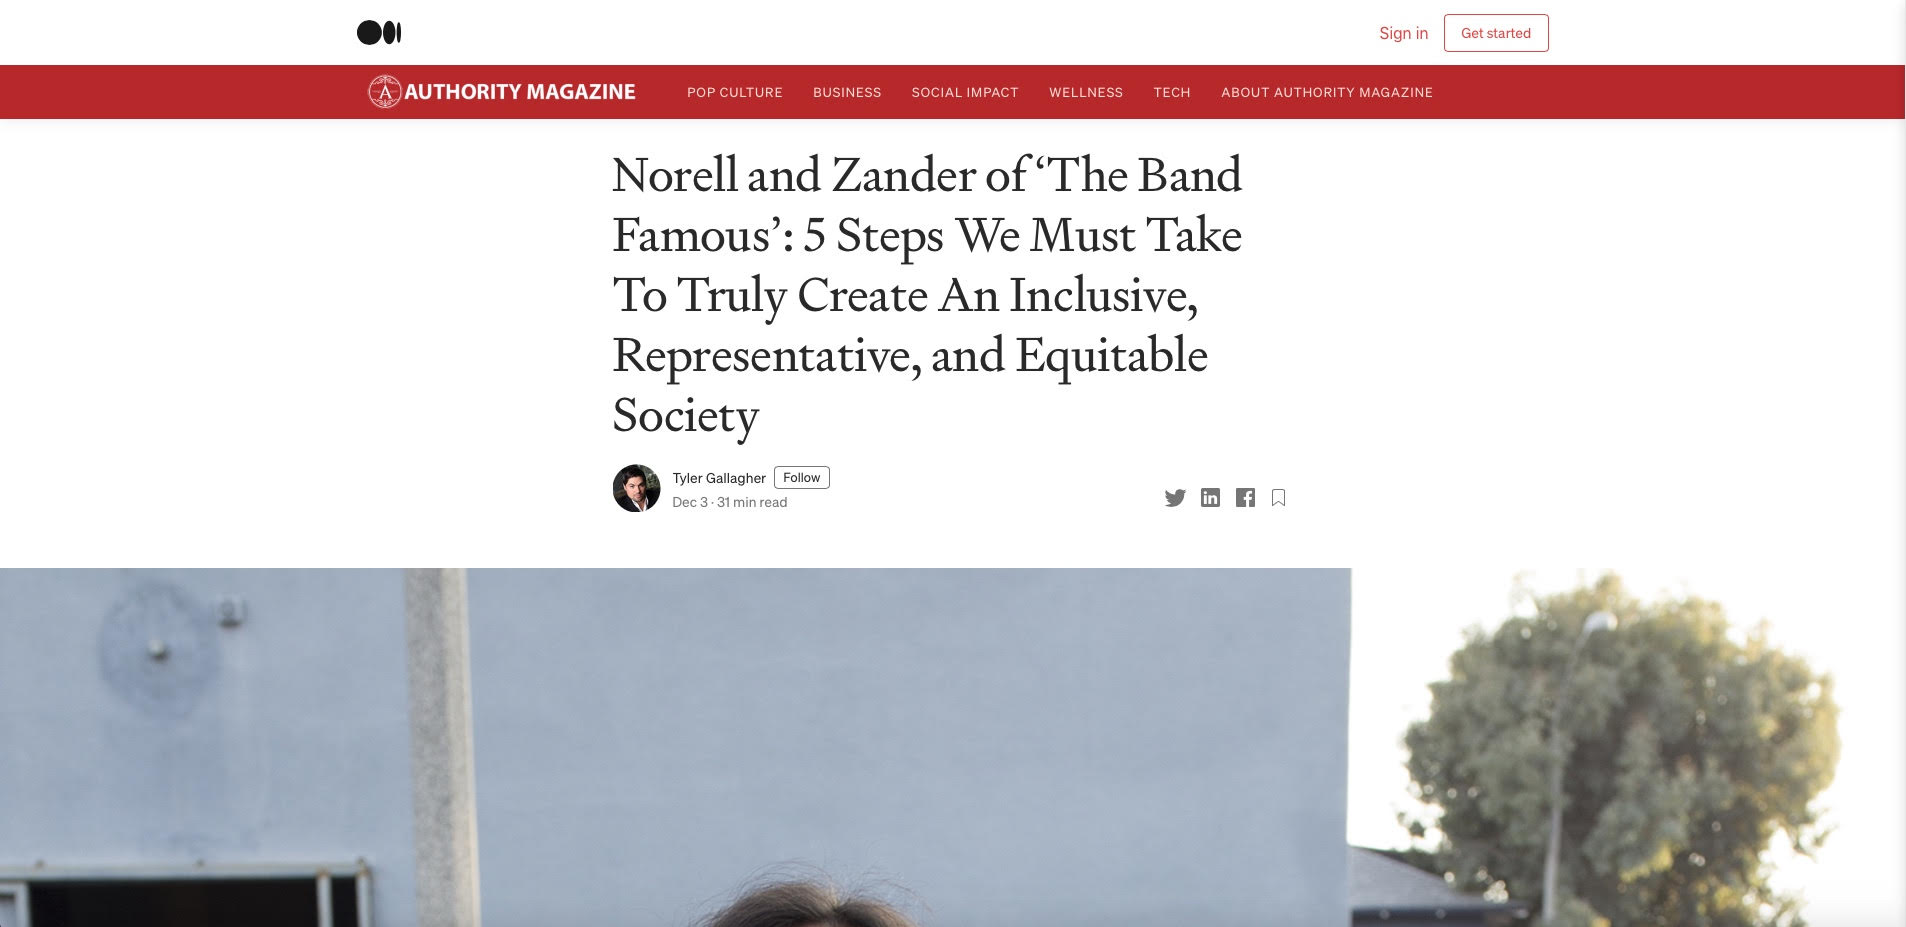 Sign in
Get started
A AUTHORITY MAGAZINE
POP CULTURE BUSINESS SOCIAL IMPACT WELLNESS TECH ABOUT AUTHORITY MAGAZINE
Norell and Zander of ‘The Band
Famous’: 5 Steps We Must Take
To Truly Create An Inclusive,
Representative, and Equitable
Society
Tyler Gallagher Follow
Dec 3 · 31 min read